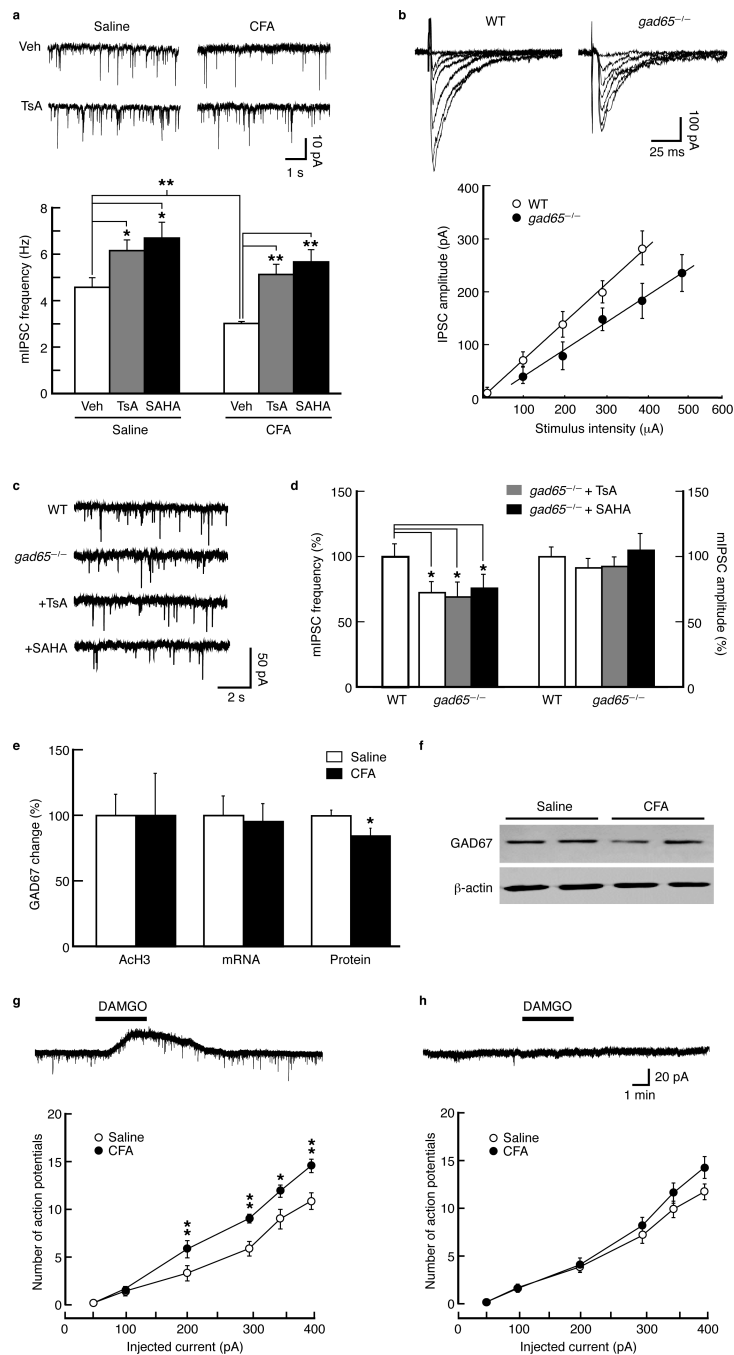 a
Saline CFA
Veh
TsA
10 pA
1 s
mIPSC frequency (Hz)
8
6
4
2
0
**
* *
** **
Veh TsA SAHA Veh TsA SAHA
Saline CFA
b
WT gad65−/−
100 pA
25 ms
IPSC amplitude (pA)
400
300
200
100
0
WT
gad65−/−
100 200 300 400 500 600
Stimulus intensity (μA)
c
WT
gad65−/−
+TsA
+SAHA
50 pA
2 s
d
gad65−/− + TsA
gad65−/− + SAHA
mIPSC frequency (%)
150
100
50
0
* * *
WT gad65−/− WT gad65−/−
150
100
50
0
mIPSC amplitude (%)
e
Saline
CFA
GAD67 change (%)
150
100
50
0
*
AcH3 mRNA Protein
f
Saline CFA
GAD67
β-actin
g
DAMGO
Number of action potentials
20
15
10
5
0
Saline
CFA
** ** * **
0 100 200 300 400
Injected current (pA)
h
DAMGO
20 pA
1 min
Number of action potentials
20
15
10
5
0
Saline
CFA
0 100 200 300 400
Injected current (pA)